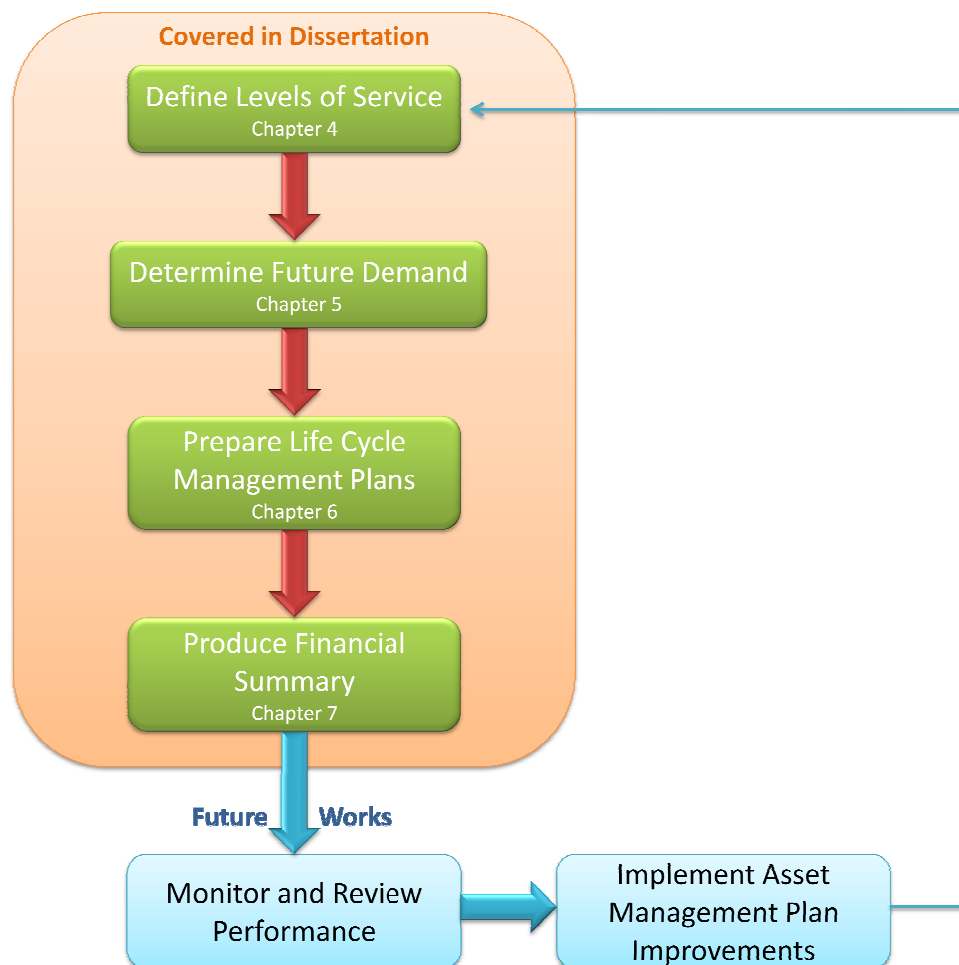 Covered in Dissertation
Define Levels of Service
Chapter 4
Determine Future Demand
Chapter 5
Prepare Life Cycle
Management Plans
Chapter 6
Produce Financial
Summary
Chapter 7
Future Works
Monitor and Review
Performance
Implement Asset
Management Plan
Improvements